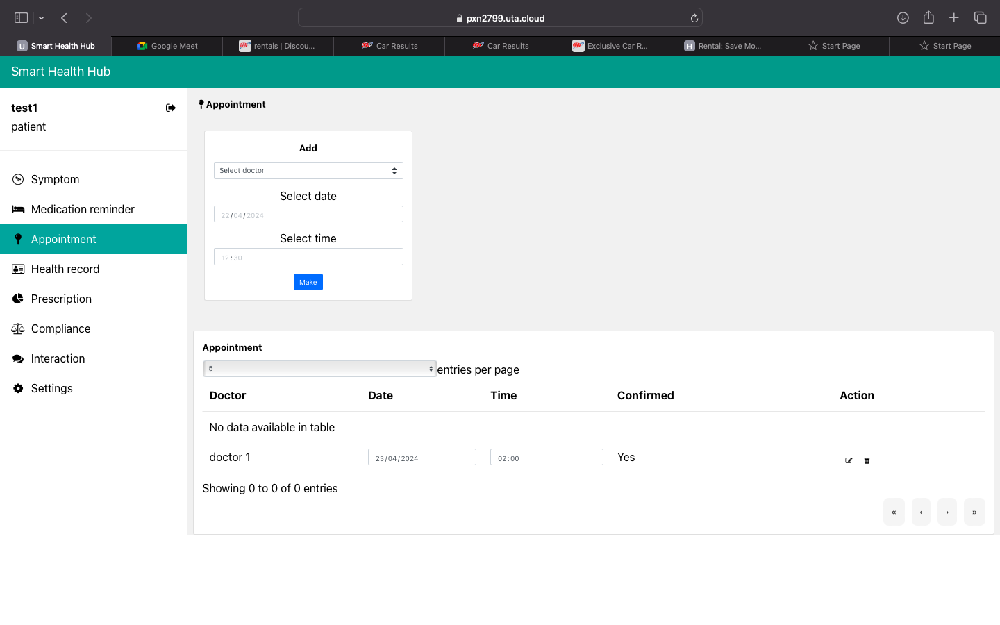 pxn2799.uta.cloud
U Smart Health Hub
Google Meet
rentals | Discou...
Car Results
Car Results
Exclusive Car R...
H Rental: Save Mo...
Start Page
Start Page
Smart Health Hub
test1
patient
Symptom
Medication reminder
Appointment
Health record
Prescription
Compliance
Interaction
Settings
Appointment
Add
Select doctor
Select date
22/04/2024
Select time
12:30
Make
Appointment
5 entries per page
Doctor Date Time Confirmed Action
No data available in table
doctor 1 23/04/2024 02:00 Yes
Showing 0 to 0 of 0 entries
« ‹ › »